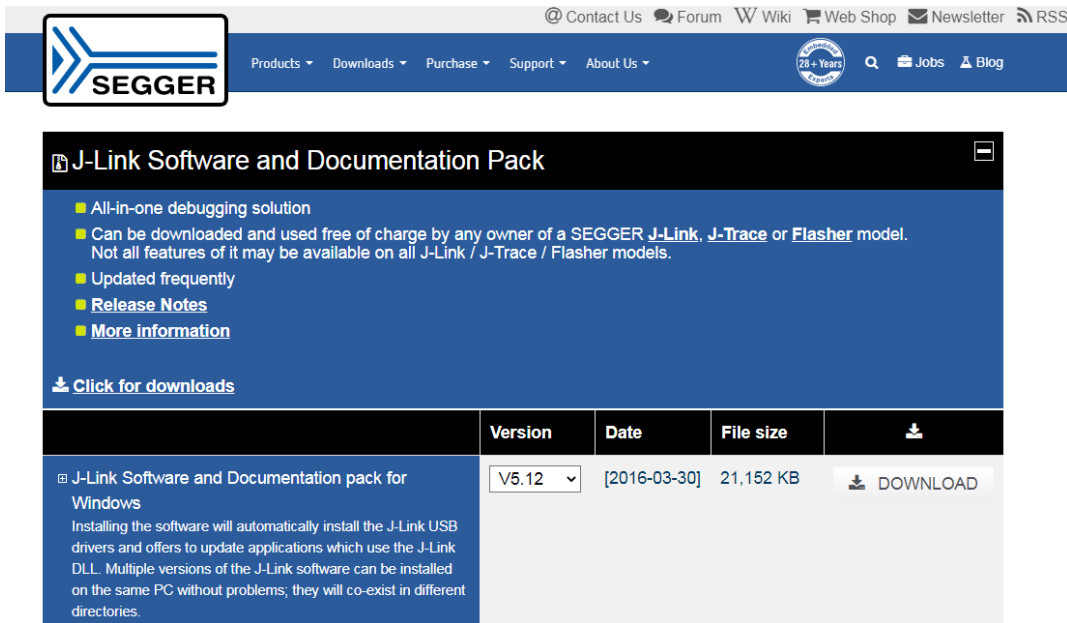 @ Contact Us Forum W Wiki Web Shop Newsletter RSS
SEGGER
Products Downloads Purchase Support About Us
Embedded
28+ Years
Experts
Jobs Blog
J-Link Software and Documentation Pack
All-in-one debugging solution
Can be downloaded and used free of charge by any owner of a SEGGER J-Link, J-Trace or Flasher model.
Not all features of it may be available on all J-Link / J-Trace / Flasher models.
Updated frequently
Release Notes
More information
Click for downloads
Version Date File size
J-Link Software and Documentation pack for
Windows
Installing the software will automatically install the J-Link USB
drivers and offers to update applications which use the J-Link
DLL. Multiple versions of the J-Link software can be installed
on the same PC without problems; they will co-exist in different
directories.
V5.12 [2016-03-30] 21,152 KB DOWNLOAD